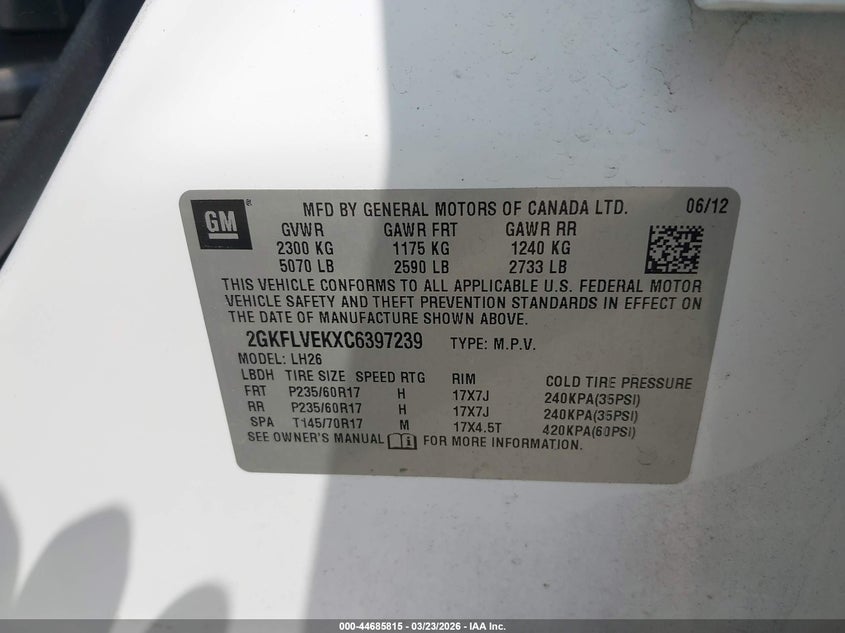 GM ® MFD BY GENERAL MOTORS OF CANADA LTD. 06/12
GVWR GAWR FRT GAWR RR
2300 KG 1175 KG 1240 KG
5070 LB 2590 LB 2733 LB
THIS VEHICLE CONFORMS TO ALL APPLICABLE U.S. FEDERAL MOTOR
VEHICLE SAFETY AND THEFT PREVENTION STANDARDS IN EFFECT ON
THE DATE OF MANUFACTURE SHOWN ABOVE.
2GKFLVEKXC6397239 TYPE: M.P.V.
MODEL: LH26
LBDH TIRE SIZE SPEED RTG RIM COLD TIRE PRESSURE
FRT P235/60R17 H 17X7J 240KPA(35PSI)
RR P235/60R17 H 17X7J 240KPA(35PSI)
SPA T145/70R17 M 17X4.5T 420KPA(60PSI)
SEE OWNER'S MANUAL FOR MORE INFORMATION.
000-44685815 - 03/23/2026 - IAA Inc.